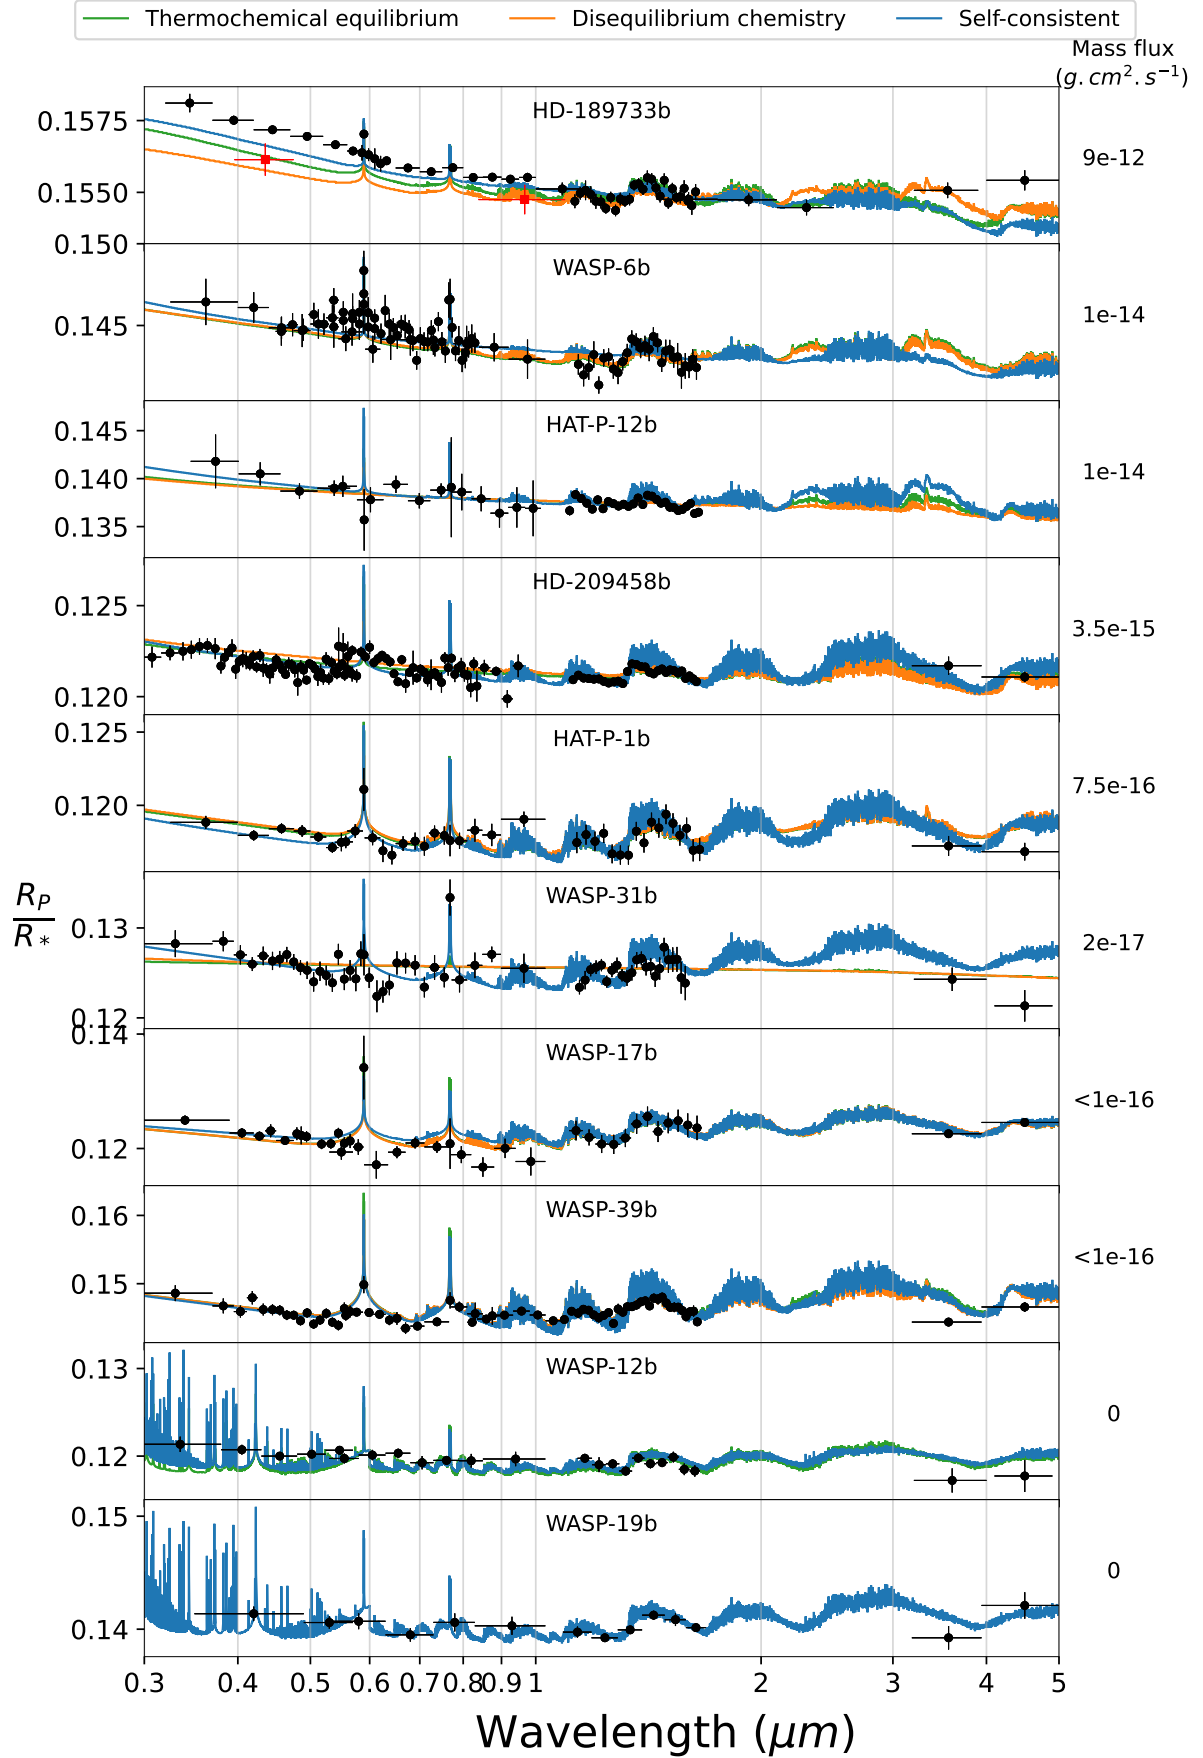 Thermochemical equilibrium Disequilibrium chemistry Self-consistent
Mass flux
(g.cm².s⁻¹)
HD-189733b
0.1575
0.1550
0.150
9e-12
WASP-6b
0.145
1e-14
HAT-P-12b
0.145
0.140
0.135
1e-14
HD-209458b
0.125
0.120
3.5e-15
HAT-P-1b
0.125
0.120
7.5e-16
R_P
R_*
WASP-31b
0.13
0.12
2e-17
WASP-17b
0.14
0.12
<1e-16
WASP-39b
0.16
0.15
<1e-16
WASP-12b
0.13
0.12
0
WASP-19b
0.15
0.14
0
0.3 0.4 0.5 0.6 0.7 0.8 0.9 1 2 3 4 5
Wavelength (μm)